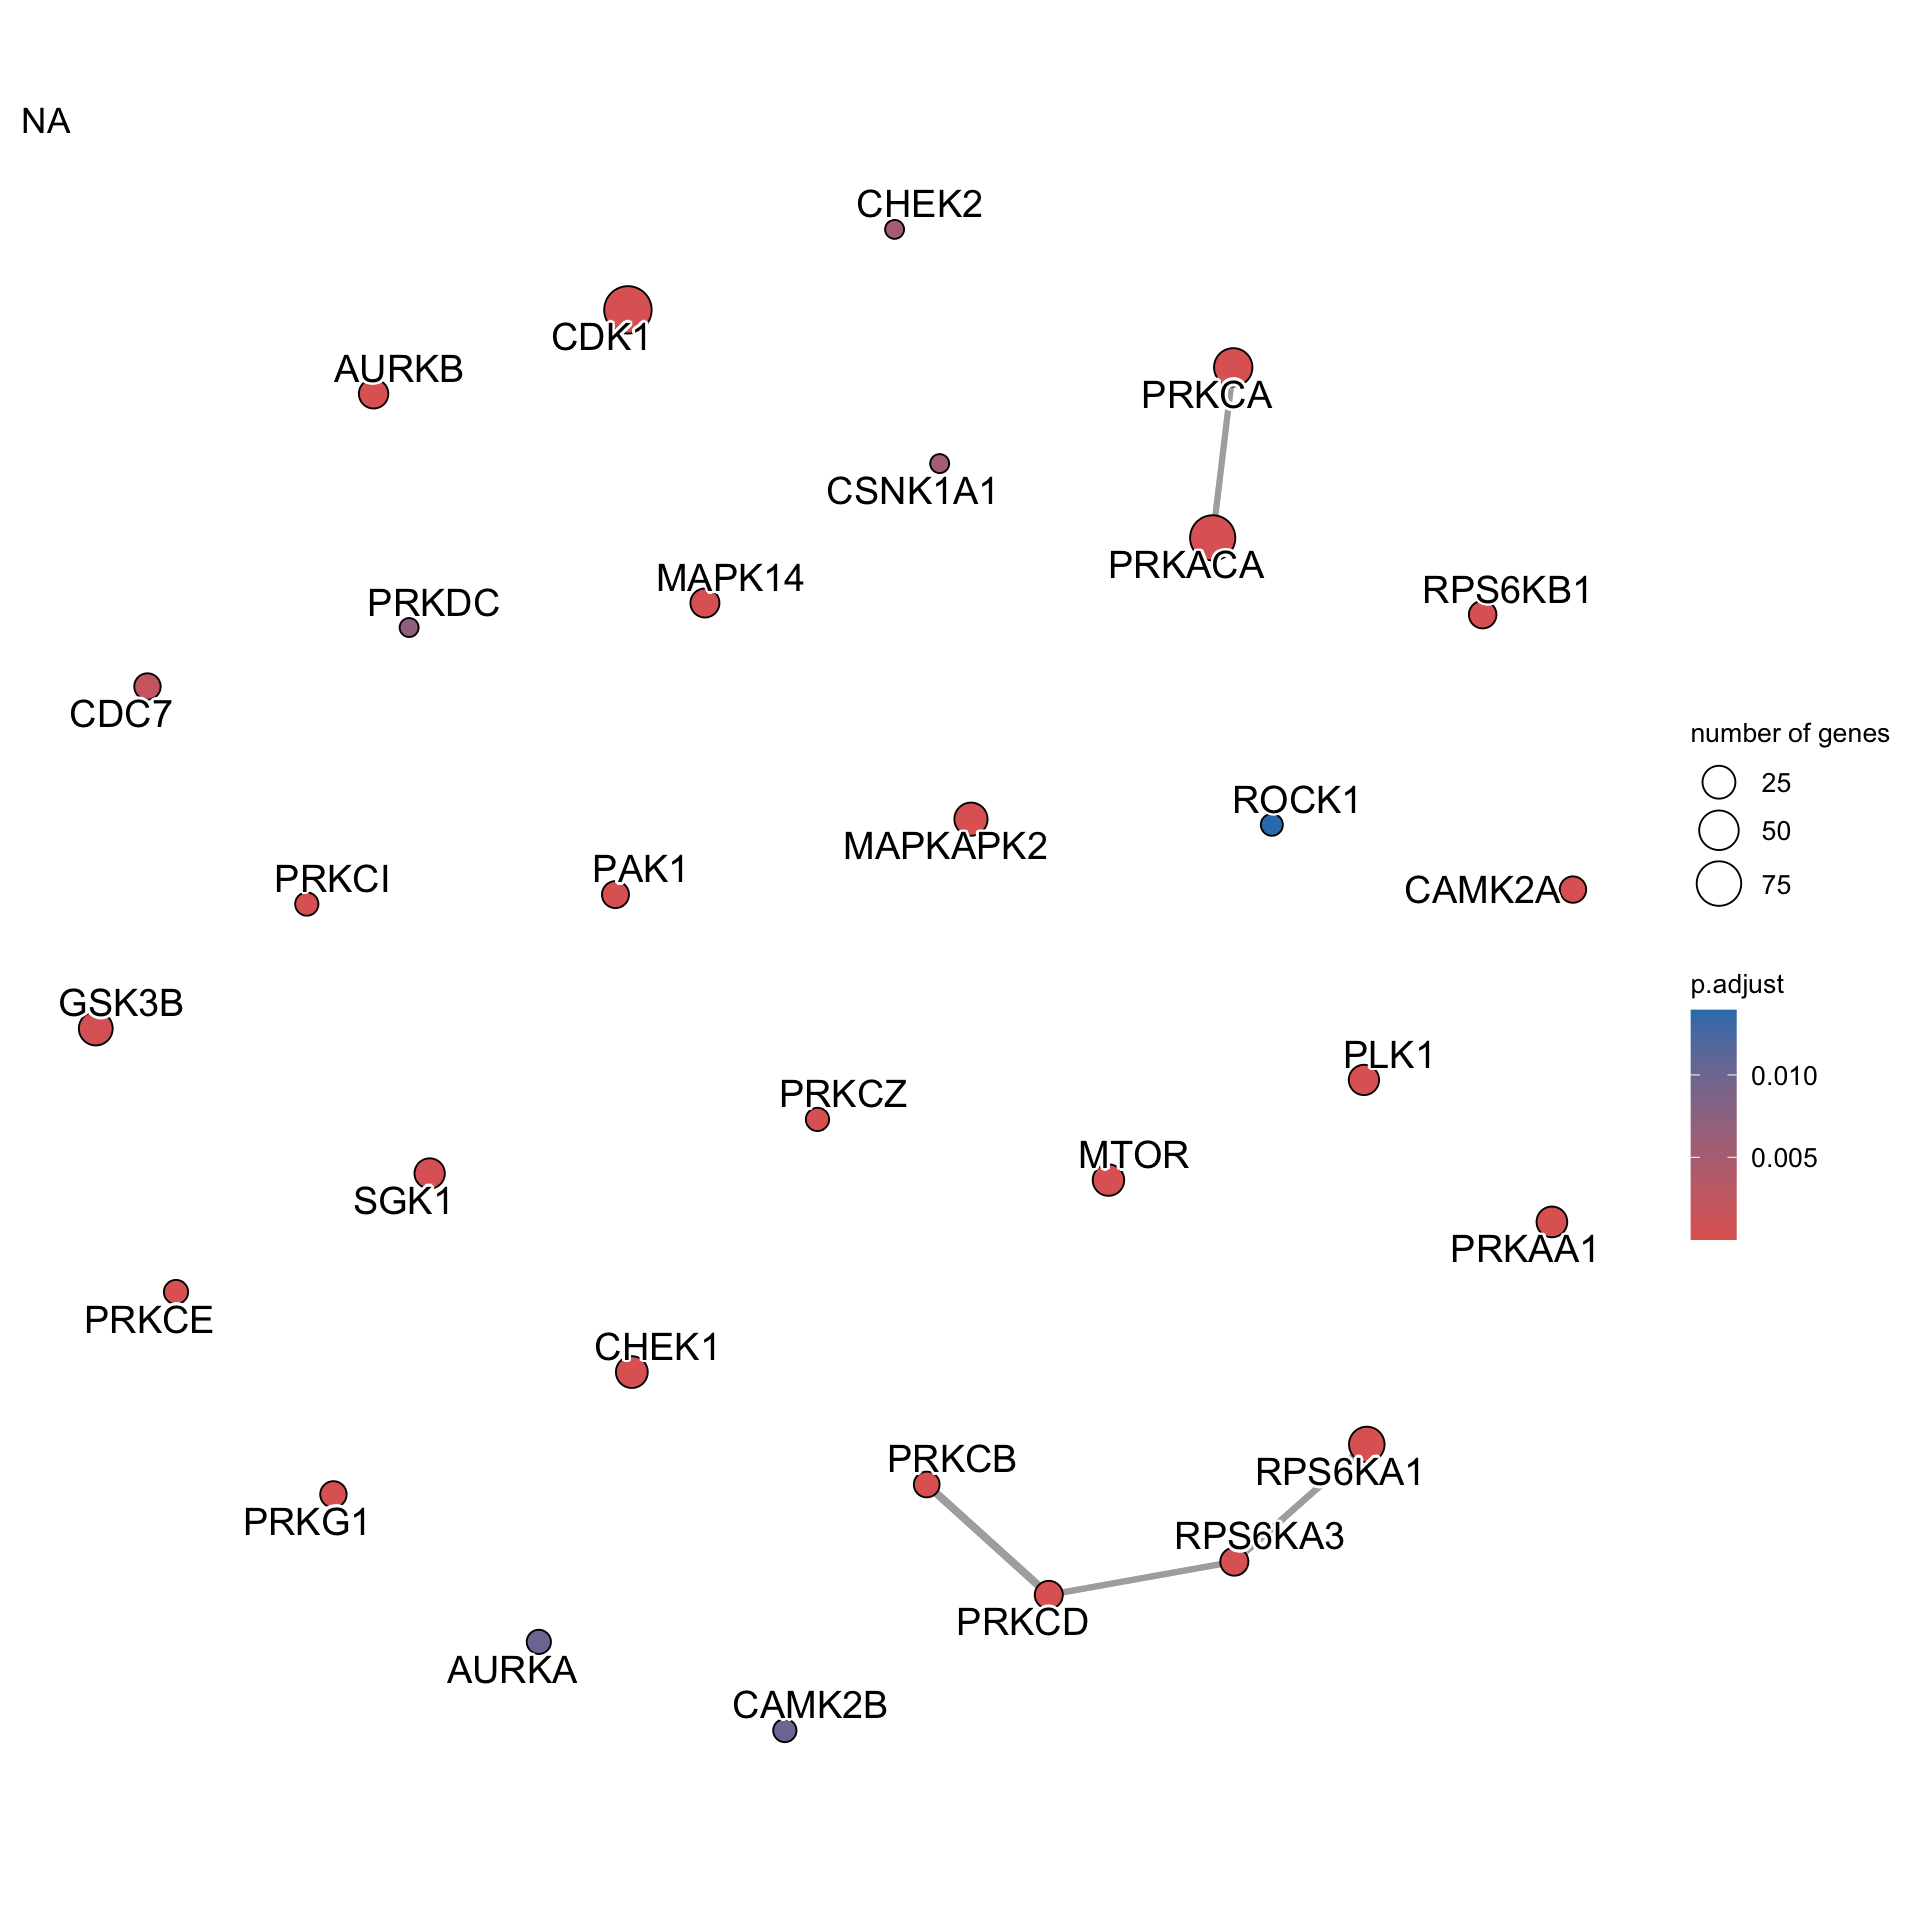 NA
CHEK2
CDK1
AURKB
PRKCA
CSNK1A1
PRKACA
MAPK14
RPS6KB1
PRKDC
CDC7
number of genes
25
50
75
ROCK1
MAPKAPK2
PAK1
PRKCI
CAMK2A
p.adjust
0.010
0.005
GSK3B
PLK1
PRKCZ
MTOR
SGK1
PRKAA1
PRKCE
CHEK1
PRKCB
RPS6KA1
PRKG1
RPS6KA3
PRKCD
AURKA
CAMK2B